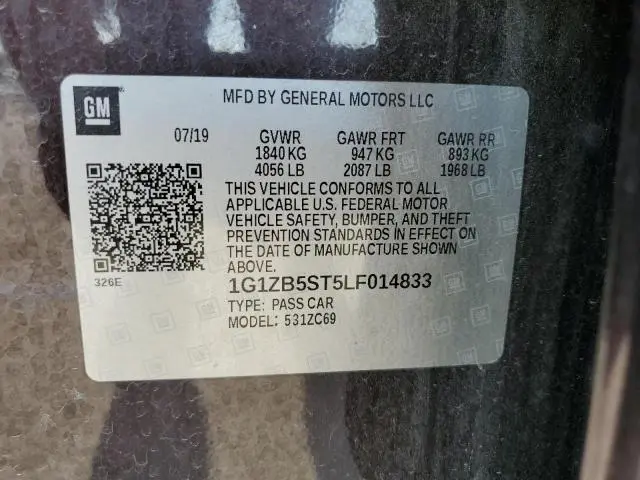 GM
MFD BY GENERAL MOTORS LLC
07/19 GVWR GAWR FRT GAWR RR
1840 KG 947 KG 893 KG
4056 LB 2087 LB 1968 LB
THIS VEHICLE CONFORMS TO ALL
APPLICABLE U.S. FEDERAL MOTOR
VEHICLE SAFETY, BUMPER, AND THEFT
PREVENTION STANDARDS IN EFFECT ON
THE DATE OF MANUFACTURE SHOWN
ABOVE.
326E
1G1ZB5ST5LF014833
TYPE: PASS CAR
MODEL: 531ZC69